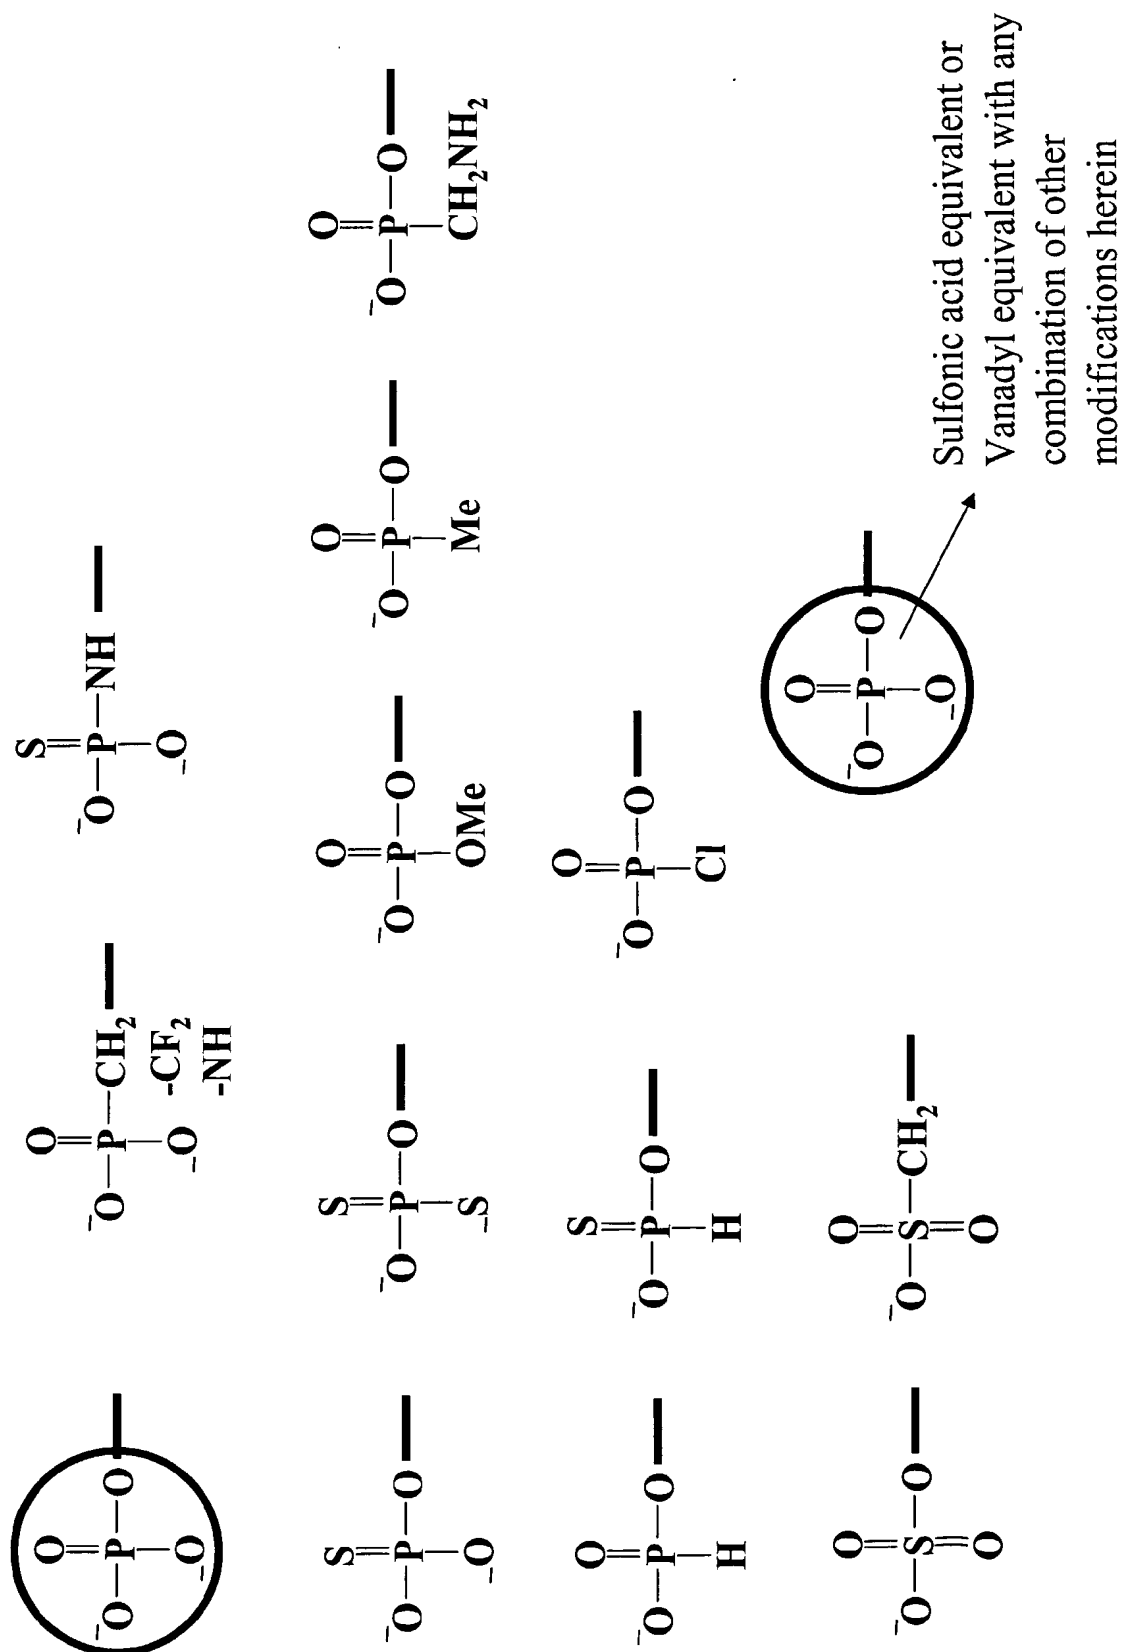 O O S
⁻O–P–O ⁻O–P–CH₂ ⁻O–P–NH
⁻O ⁻O -CF₂ ⁻O
-NH
S S O O O
⁻O–P–O ⁻O–P–O ⁻O–P–O ⁻O–P–O ⁻O–P–O
⁻O ⁻S OMe Me CH₂NH₂
O S O
⁻O–P–O ⁻O–P–O ⁻O–P–O
H H Cl
O O O
⁻O–S–O ⁻O–S–CH₂ ⁻O–P–O
O O ⁻O
Sulfonic acid equivalent or
Vanadyl equivalent with any
combination of other
modifications herein